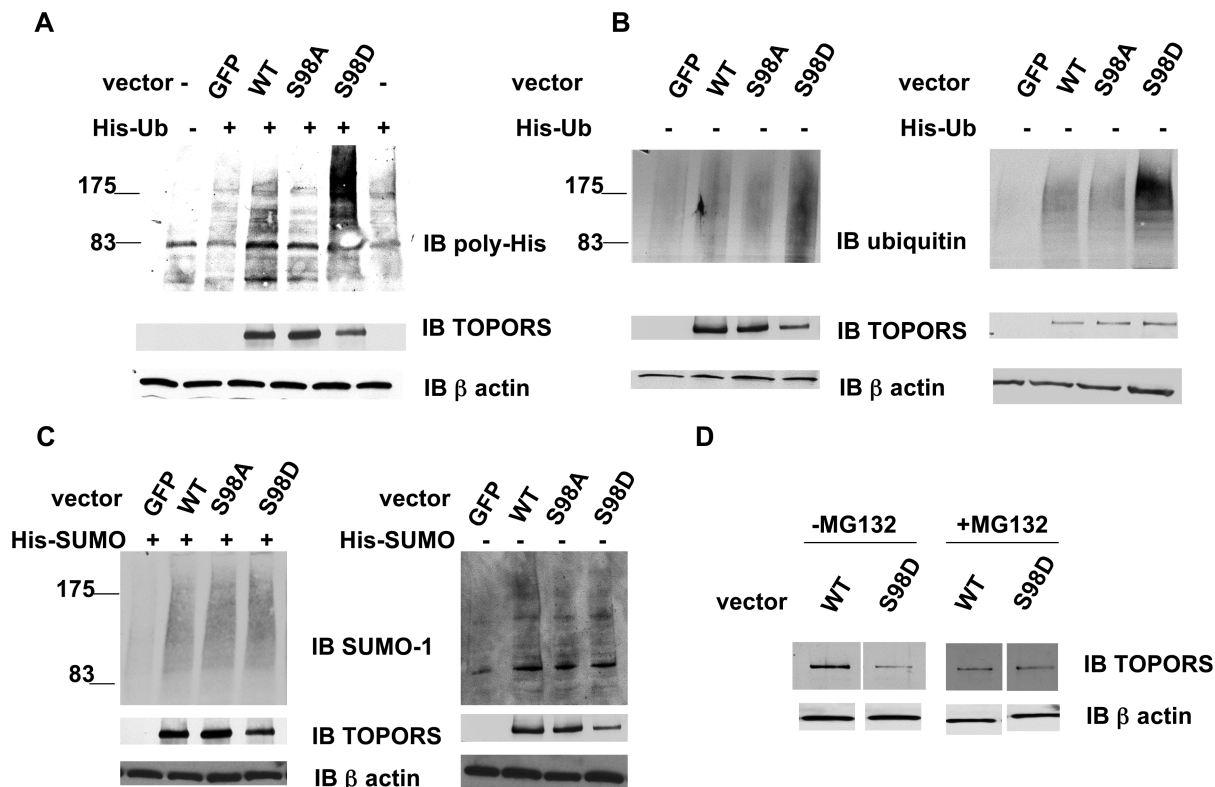 A
vector - GFP WT S98A S98D -
His-Ub - + + + + +
175
83
IB poly-His
IB TOPORS
IB β actin
B
vector GFP WT S98A S98D
His-Ub - - - -
175
83
IB ubiquitin
IB TOPORS
IB β actin
vector GFP WT S98A S98D
His-Ub - - - -
C
vector GFP WT S98A S98D
His-SUMO + + + +
175
83
IB SUMO-1
IB TOPORS
IB β actin
vector GFP WT S98A S98D
His-SUMO - - - -
D
-MG132 +MG132
vector WT S98D WT S98D
IB TOPORS
IB β actin